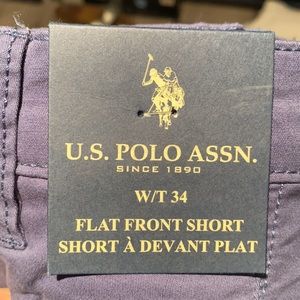 U.S. POLO ASSN.
SINCE 1890
W/T 34
FLAT FRONT SHORT
SHORT À DEVANT PLAT